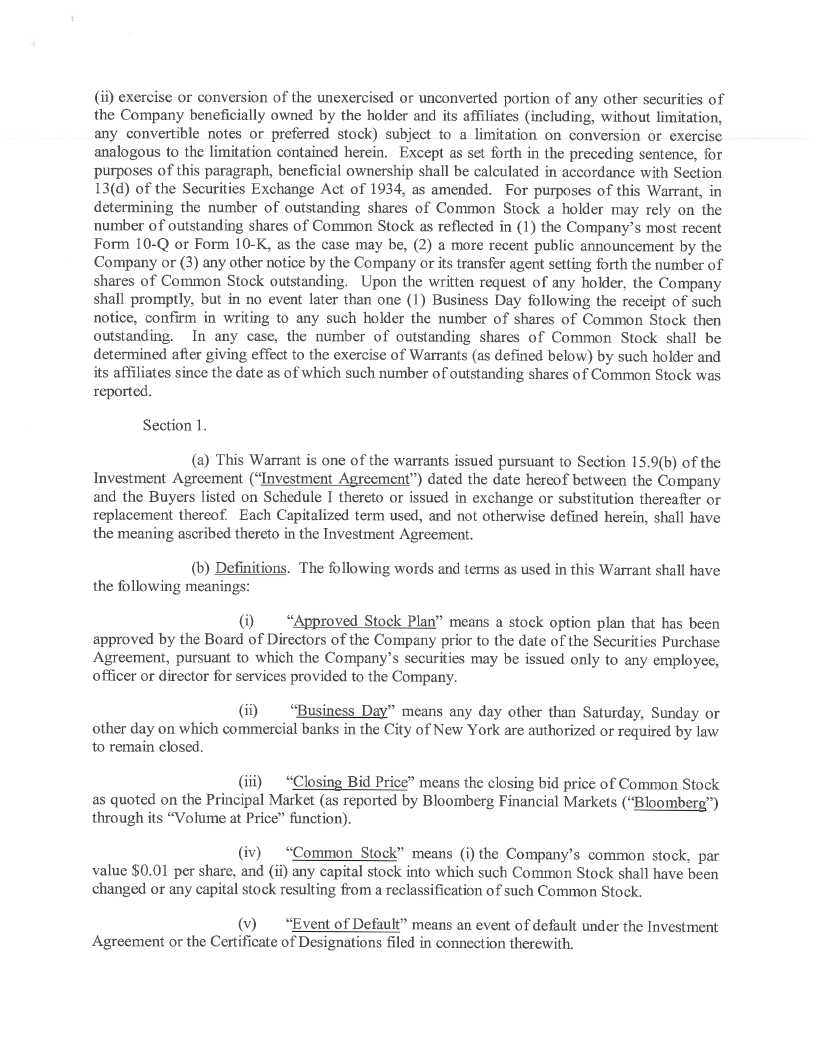 (ii) exercise or conversion of the unexercised or unconverted portion of any other securities of
the Company beneficially owned by the holder and its affiliates (including, without limitation,
any convertible notes or preferred stock) subject to a limitation on conversion or exercise
analogous to the limitation contained herein. Except as set forth in the preceding sentence, for
purposes of this paragraph, beneficial ownership shall be calculated in accordance with Section
13(d) of the Securities Exchange Act of 1934, as amended. For purposes of this Warrant, in
determining the number of outstanding shares of Common Stock a holder may rely on the
number of outstanding shares of Common Stock as reflected in (1) the Company's most recent
Form 10-Q or Form 10-K, as the case may be, (2) a more recent public announcement by the
Company or (3) any other notice by the Company or its transfer agent setting forth the number of
shares of Common Stock outstanding. Upon the written request of any holder, the Company
shall promptly, but in no event later than one (1) Business Day following the receipt of such
notice, confirm in writing to any such holder the number of shares of Common Stock then
outstanding. In any case, the number of outstanding shares of Common Stock shall be
determined after giving effect to the exercise of Warrants (as defined below) by such holder and
its affiliates since the date as of which such number of outstanding shares of Common Stock was
reported.
Section 1.
(a) This Warrant is one of the warrants issued pursuant to Section 15.9(b) of the
Investment Agreement ("Investment Agreement") dated the date hereof between the Company
and the Buyers listed on Schedule I thereto or issued in exchange or substitution thereafter or
replacement thereof. Each Capitalized term used, and not otherwise defined herein, shall have
the meaning ascribed thereto in the Investment Agreement.
(b) Definitions. The following words and terms as used in this Warrant shall have
the following meanings:
(i) "Approved Stock Plan" means a stock option plan that has been
approved by the Board of Directors of the Company prior to the date of the Securities Purchase
Agreement, pursuant to which the Company's securities may be issued only to any employee,
officer or director for services provided to the Company.
(ii) "Business Day" means any day other than Saturday, Sunday or
other day on which commercial banks in the City of New York are authorized or required by law
to remain closed.
(iii) "Closing Bid Price" means the closing bid price of Common Stock
as quoted on the Principal Market (as reported by Bloomberg Financial Markets ("Bloomberg")
through its "Volume at Price" function).
(iv) "Common Stock" means (i) the Company's common stock, par
value $0.01 per share, and (ii) any capital stock into which such Common Stock shall have been
changed or any capital stock resulting from a reclassification of such Common Stock.
(v) "Event of Default" means an event of default under the Investment
Agreement or the Certificate of Designations filed in connection therewith.